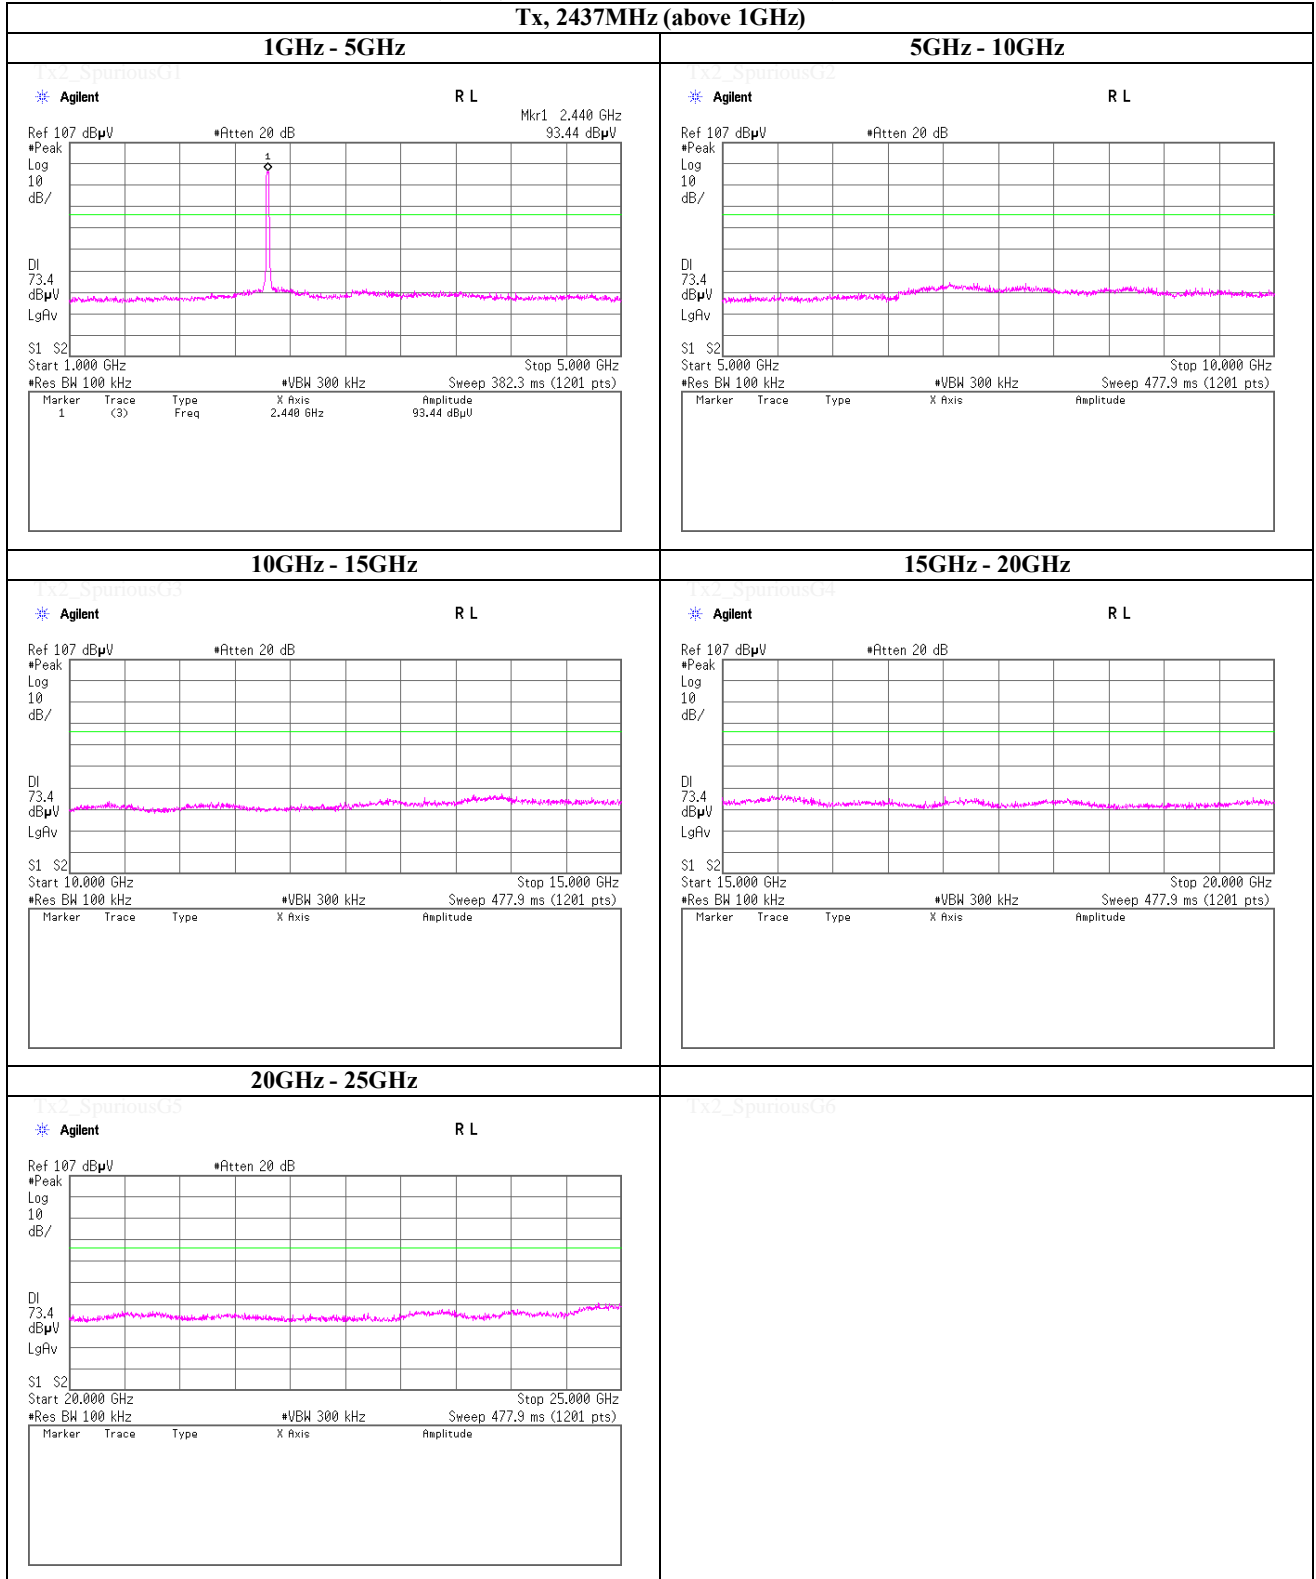 Tx, 2437MHz (above 1GHz)
1GHz - 5GHz
Tx2_SpuriousG1
Agilent
R L
Mkr1 2.440 GHz
Ref 107 dBµV
#Atten 20 dB
93.44 dBµV
#Peak
Log
10
dB/
1
DI
73.4
dBµV
LgAv
S1 S2
Start 1.000 GHz
Stop 5.000 GHz
#Res BW 100 kHz
#VBW 300 kHz
Sweep 382.3 ms (1201 pts)
Marker Trace Type X Axis Amplitude
1 (3) Freq 2.440 GHz 93.44 dBµV
5GHz - 10GHz
Tx2_SpuriousG2
Agilent
R L
Ref 107 dBµV
#Atten 20 dB
#Peak
Log
10
dB/
DI
73.4
dBµV
LgAv
S1 S2
Start 5.000 GHz
Stop 10.000 GHz
#Res BW 100 kHz
#VBW 300 kHz
Sweep 477.9 ms (1201 pts)
Marker Trace Type X Axis Amplitude
10GHz - 15GHz
Tx2_SpuriousG3
Agilent
R L
Ref 107 dBµV
#Atten 20 dB
#Peak
Log
10
dB/
DI
73.4
dBµV
LgAv
S1 S2
Start 10.000 GHz
Stop 15.000 GHz
#Res BW 100 kHz
#VBW 300 kHz
Sweep 477.9 ms (1201 pts)
Marker Trace Type X Axis Amplitude
15GHz - 20GHz
Tx2_SpuriousG4
Agilent
R L
Ref 107 dBµV
#Atten 20 dB
#Peak
Log
10
dB/
DI
73.4
dBµV
LgAv
S1 S2
Start 15.000 GHz
Stop 20.000 GHz
#Res BW 100 kHz
#VBW 300 kHz
Sweep 477.9 ms (1201 pts)
Marker Trace Type X Axis Amplitude
20GHz - 25GHz
Tx2_SpuriousG5
Agilent
R L
Ref 107 dBµV
#Atten 20 dB
#Peak
Log
10
dB/
DI
73.4
dBµV
LgAv
S1 S2
Start 20.000 GHz
Stop 25.000 GHz
#Res BW 100 kHz
#VBW 300 kHz
Sweep 477.9 ms (1201 pts)
Marker Trace Type X Axis Amplitude
Tx2_SpuriousG6